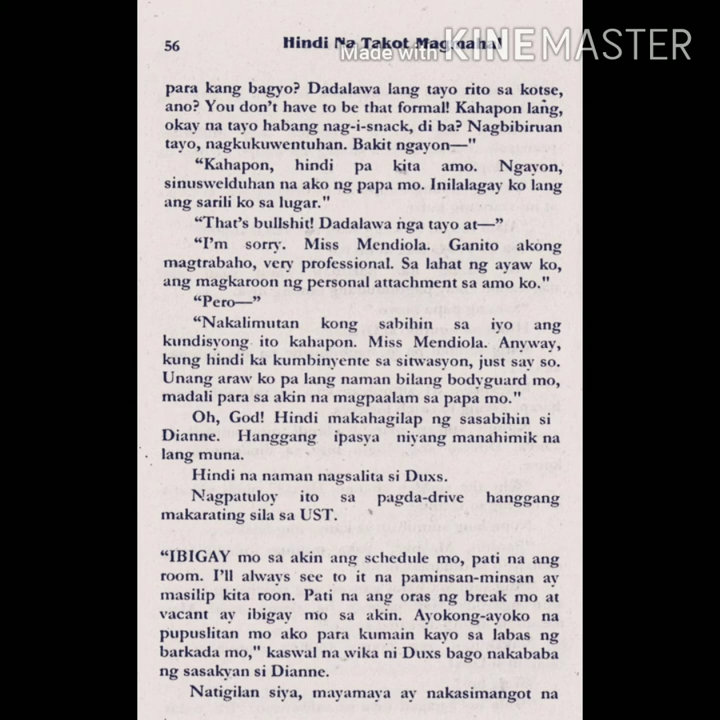 56
Hindi Na Takot Magmahal
Made with KINEMASTER
para kang bagyo? Dadalawa lang tayo rito sa kotse,
ano? You don't have to be that formal! Kahapon lang,
okay na tayo habang nag-i-snack, di ba? Nagbibiruan
tayo, nagkukuwentuhan. Bakit ngayon—"
“Kahapon, hindi pa kita amo. Ngayon,
sinuswelduhan na ako ng papa mo. Inilalagay ko lang
ang sarili ko sa lugar."
“That's bullshit! Dadalawa nga tayo at—”
“I'm sorry. Miss Mendiola. Ganito akong
magtrabaho, very professional. Sa lahat ng ayaw ko,
ang magkaroon ng personal attachment sa amo ko."
“Pero—”
“Nakalimutan kong sabihin sa iyo ang
kundisyong ito kahapon. Miss Mendiola. Anyway,
kung hindi ka kumbinyente sa sitwasyon, just say so.
Unang araw ko pa lang naman bilang bodyguard mo,
madali para sa akin na magpaalam sa papa mo."
Oh, God! Hindi makahagilap ng sasabihin si
Dianne. Hanggang ipasya niyang manahimik na
lang muna.
Hindi na naman nagsalita si Duxs.
Nagpatuloy ito sa pagda-drive hanggang
makarating sila sa UST.
“IBIGAY mo sa akin ang schedule mo, pati na ang
room. I'll always see to it na paminsan-minsan ay
masilip kita roon. Pati na ang oras ng break mo at
vacant ay ibigay mo sa akin. Ayokong-ayoko na
pupuslitan mo ako para kumain kayo sa labas ng
barkada mo," kaswal na wika ni Duxs bago nakababa
ng sasakyan si Dianne.
Natigilan siya, mayamaya ay nakasimangot na